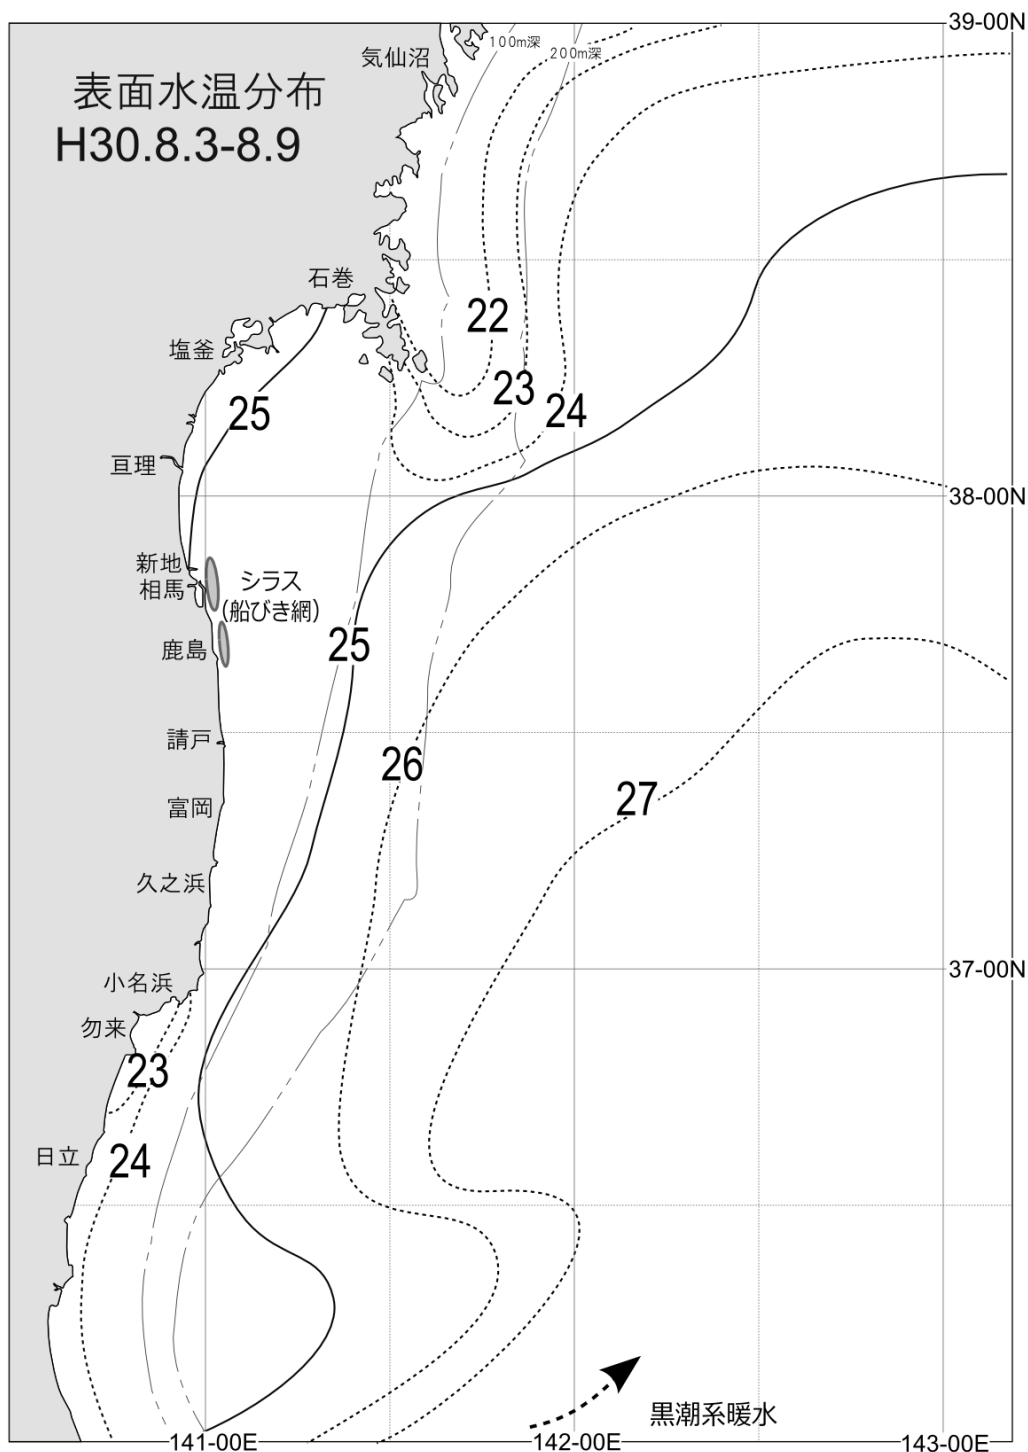 39-00N
100m深
200m深
気仙沼
表面水温分布
H30.8.3-8.9
石巻
22
塩釜
23
24
25
亘理
38-00N
新地
相馬
シラス
(船びき網)
25
鹿島
請戸
26
27
富岡
久之浜
37-00N
小名浜
勿来
23
日立
24
黒潮系暖水
141-00E
142-00E
143-00E